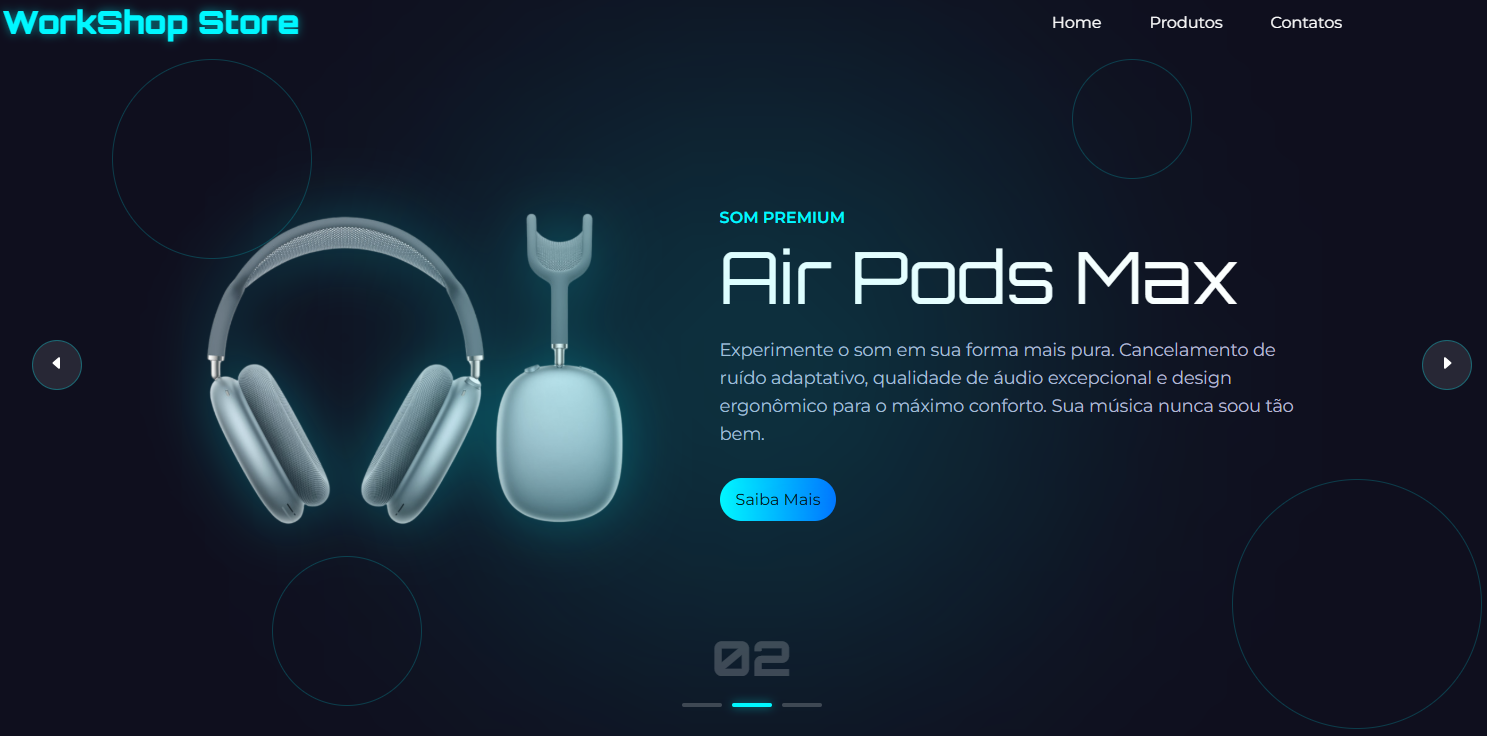 WorkShop Store
Home Produtos Contatos
SOM PREMIUM
Air Pods Max
Experimente o som em sua forma mais pura. Cancelamento de
ruído adaptativo, qualidade de áudio excepcional e design
ergonômico para o máximo conforto. Sua música nunca soou tão
bem.
Saiba Mais
02